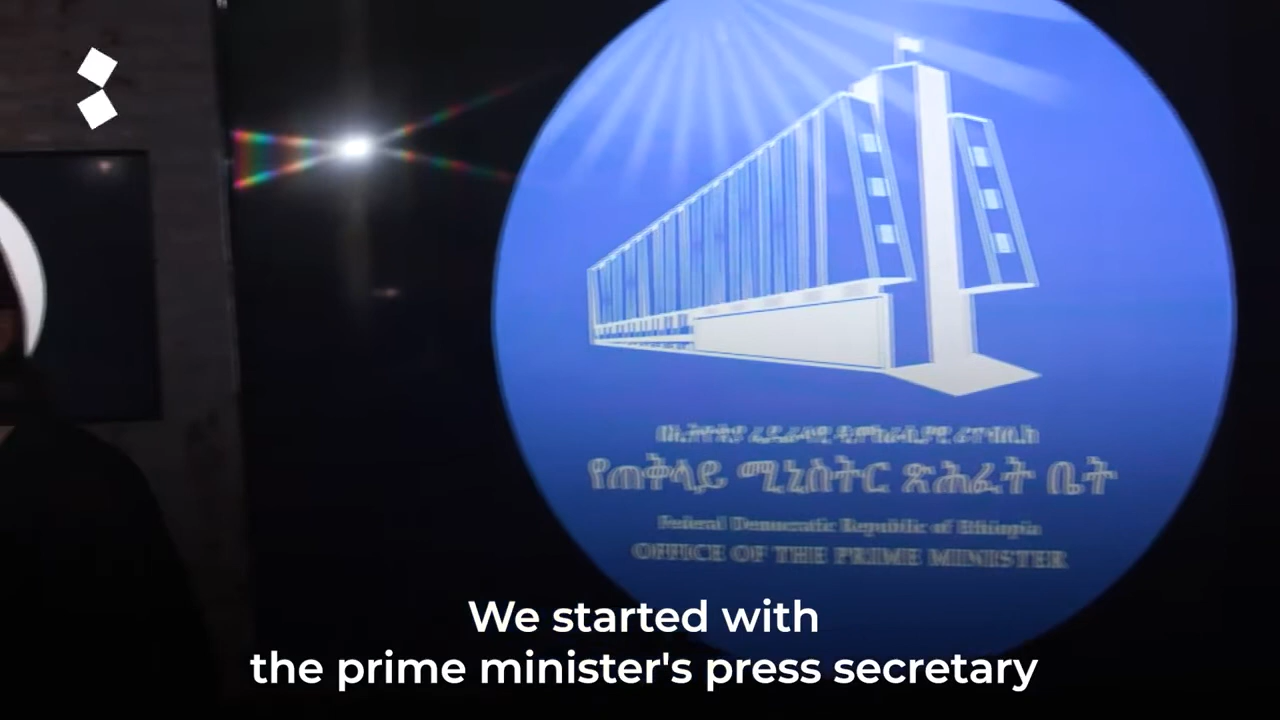 የጠቅላይ ሚኒስትር ጽሕፈት ቤት
Federal Democratic Republic of Ethiopia
OFFICE OF THE PRIME MINISTER
We started with
the prime minister's press secretary